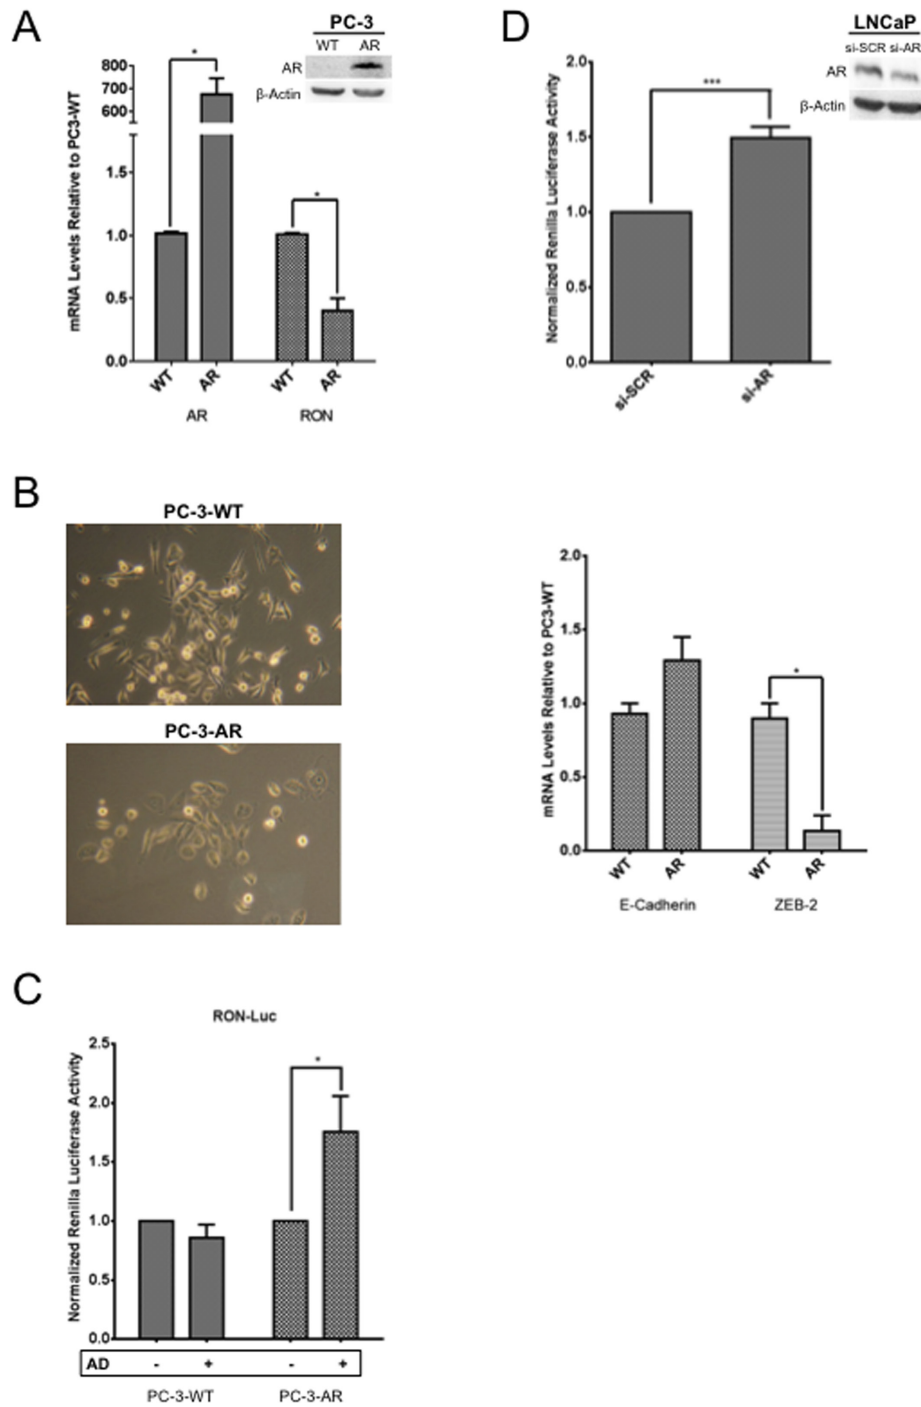 A
PC-3
WT AR
AR
β-Actin
mRNA Levels Relative to PC3-WT
800
700
600
1.5
1.0
0.5
0.0
*
*
WT AR WT AR
AR RON
D
LNCaP
si-SCR si-AR
AR
β-Actin
Normalized Renilla Luciferase Activity
2.0
1.5
1.0
0.5
0.0
***
si-SCR si-AR
B
PC-3-WT
PC-3-AR
mRNA Levels Relative to PC3-WT
2.0
1.5
1.0
0.5
0.0
*
WT AR WT AR
E-Cadherin ZEB-2
C
RON-Luc
Normalized Renilla Luciferase Activity
2.5
2.0
1.5
1.0
0.5
0.0
*
AD - + - +
PC-3-WT PC-3-AR